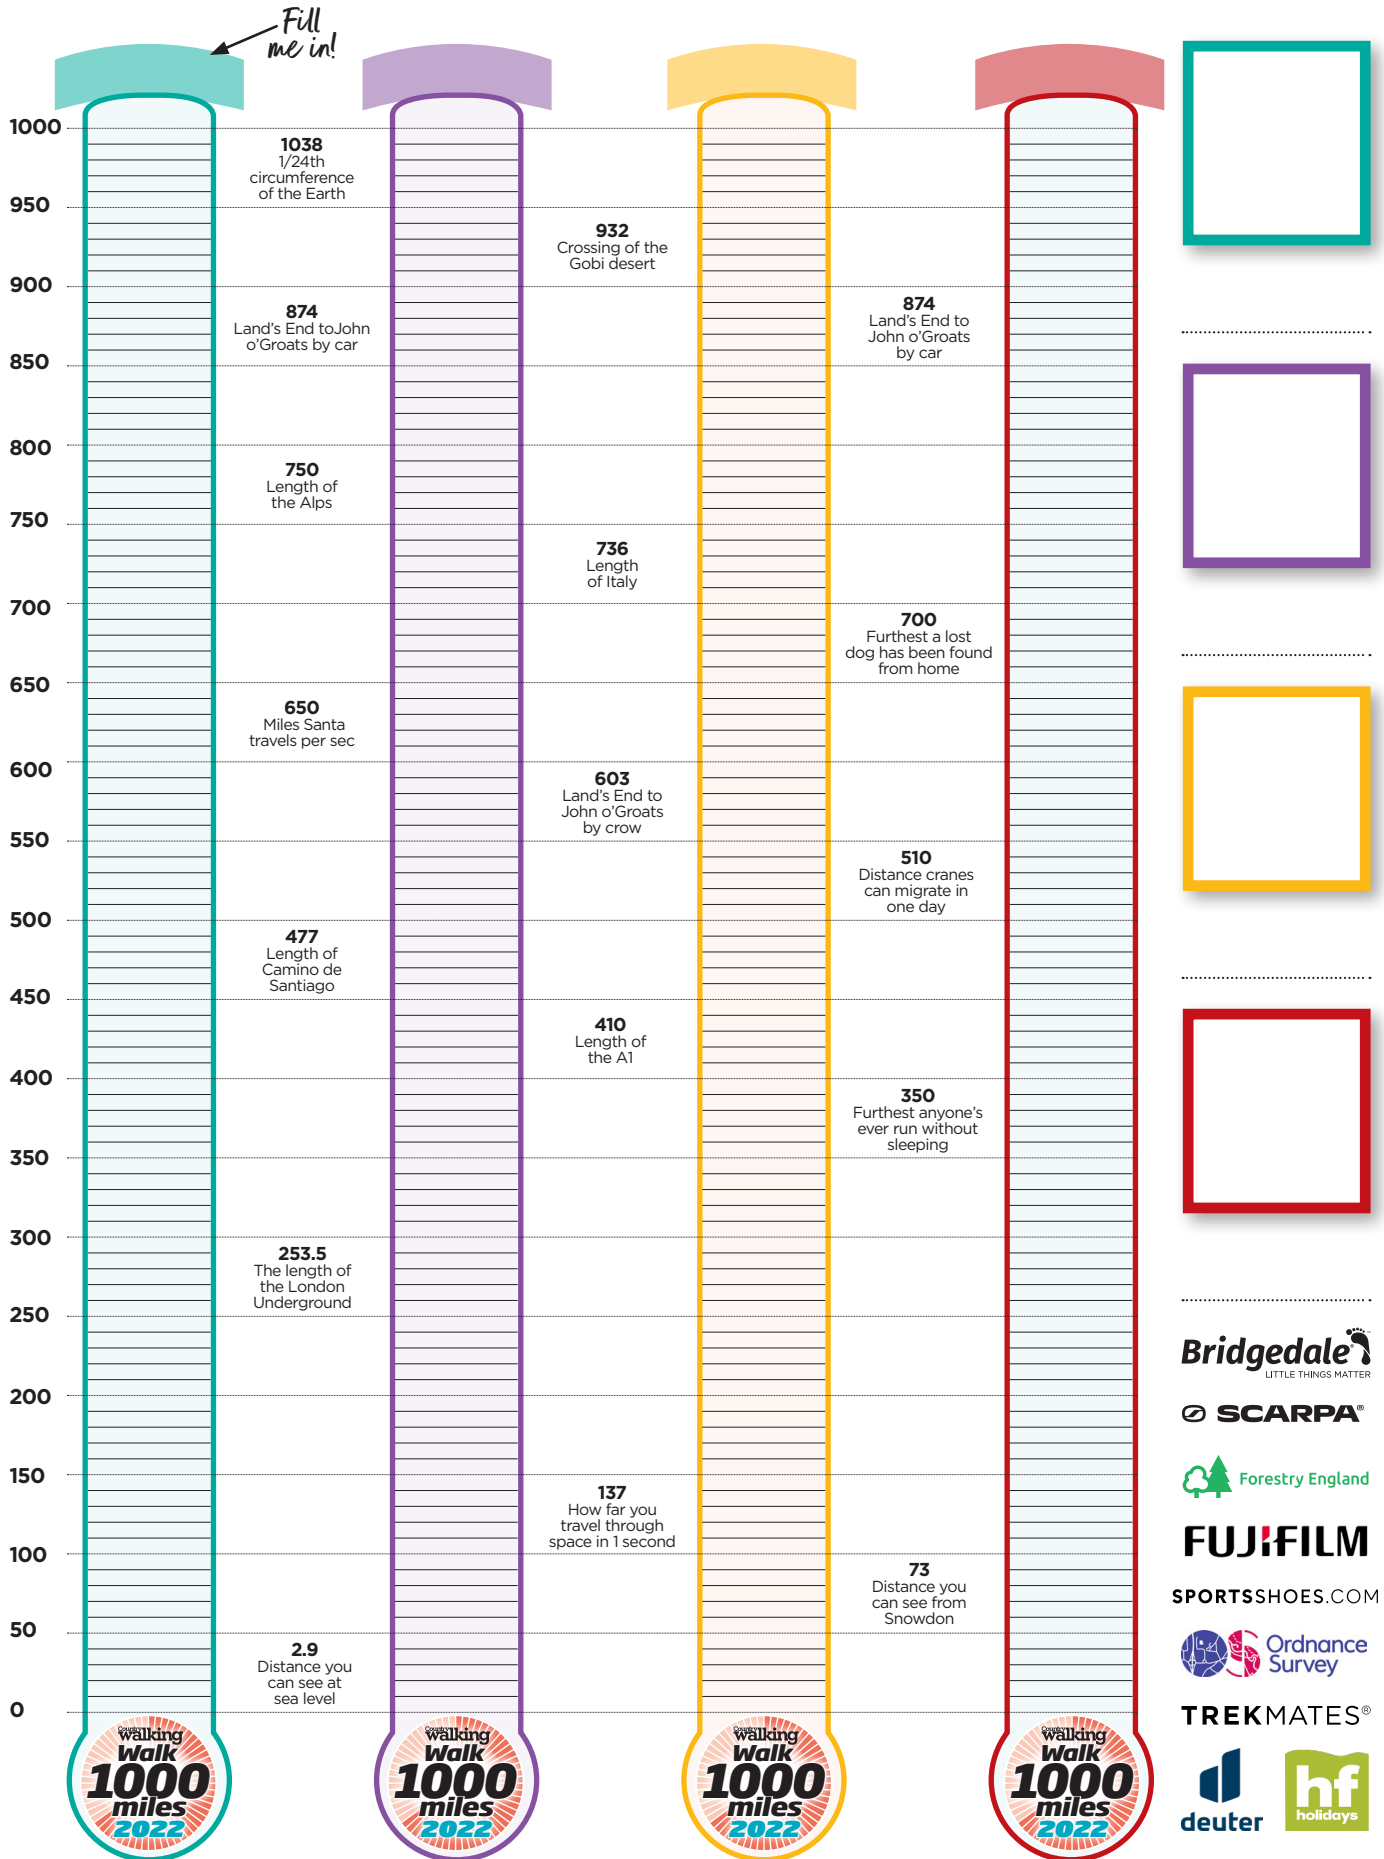 Fill
me in!
1000
950
900
850
800
750
700
650
600
550
500
450
400
350
300
250
200
150
100
50
0
1038
1/24th
circumference
of the Earth
874
Land's End toJohn
o'Groats by car
750
Length of
the Alps
650
Miles Santa
travels per sec
477
Length of
Camino de
Santiago
253.5
The length of
the London
Underground
2.9
Distance you
can see at
sea level
932
Crossing of the
Gobi desert
736
Length
of Italy
603
Land's End to
John o'Groats
by crow
410
Length of
the A1
137
How far you
travel through
space in 1 second
874
Land's End to
John o'Groats
by car
700
Furthest a lost
dog has been found
from home
510
Distance cranes
can migrate in
one day
350
Furthest anyone's
ever run without
sleeping
73
Distance you
can see from
Snowdon
Country
walking
Walk
1000
miles
2022
Country
walking
Walk
1000
miles
2022
Country
walking
Walk
1000
miles
2022
Country
walking
Walk
1000
miles
2022
Bridgedale
LITTLE THINGS MATTER
SCARPA®
Forestry England
FUJIFILM
SPORTSSHOES.COM
OS Ordnance
Survey
TREKMATES®
deuter
hf
holidays